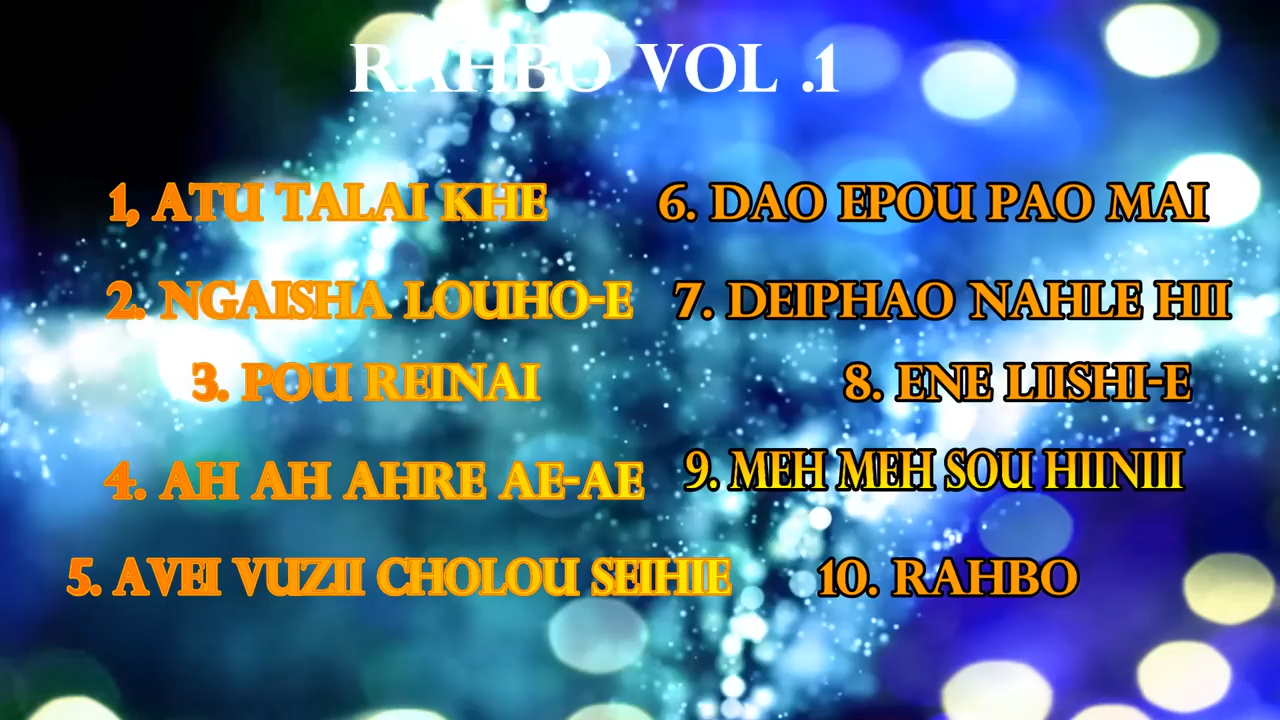 RAHBO VOL .1
1, ATU TALAI KHE
2. NGAISHA LOUHO-E
3. POU REINAI
4. AH AH AHRE AE-AE
5. AVEI VUZII CHOLOU SEIHIE
6. DAO EPOU PAO MAI
7. DEIPHAO NAHLE HII
8. ENE LIISHI-E
9. MEH MEH SOU HIINIII
10. RAHBO